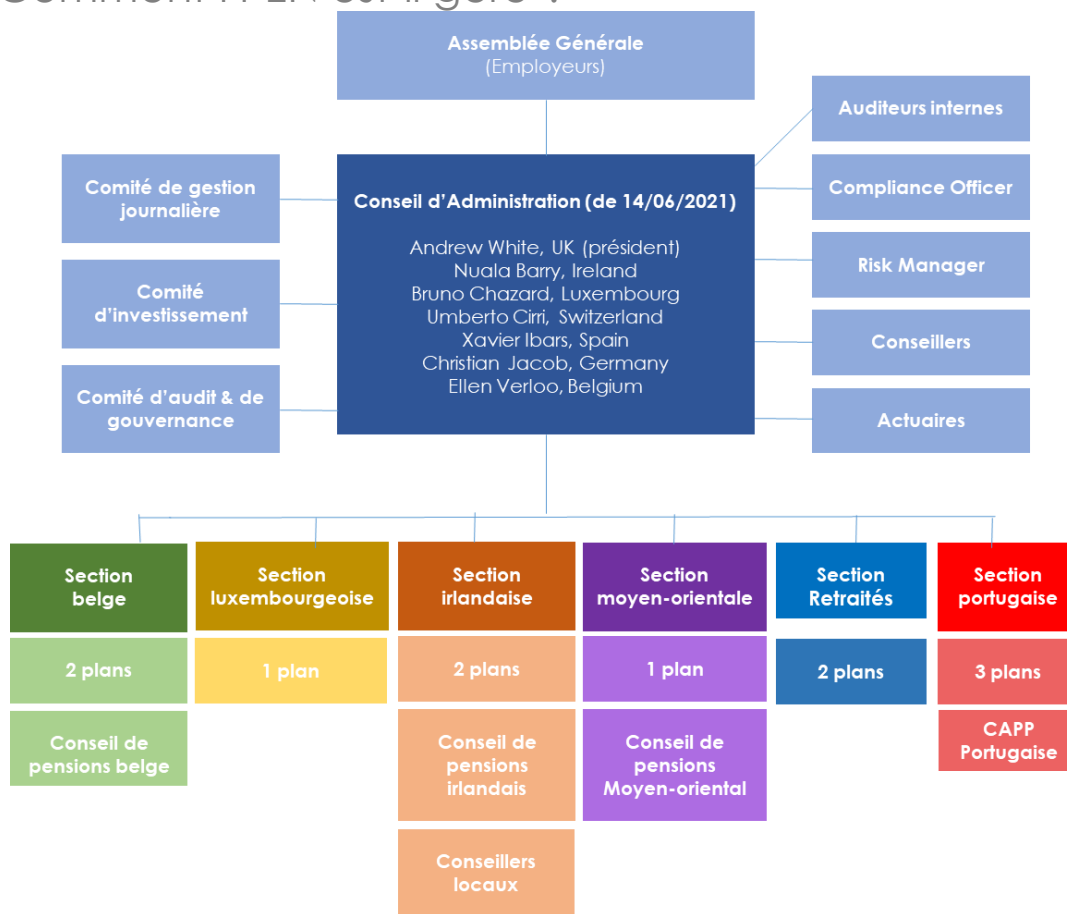 Assemblée Générale
(Employeurs)
Auditeurs internes
Comité de gestion
journalière
Compliance Officer
Conseil d'Administration (de 14/06/2021)
Andrew White, UK (président)
Nuala Barry, Ireland
Bruno Chazard, Luxembourg
Umberto Cirri, Switzerland
Xavier Ibars, Spain
Christian Jacob, Germany
Ellen Verloo, Belgium
Risk Manager
Comité
d'investissement
Conseillers
Comité d'audit & de
gouvernance
Actuaires
Section
belge
Section
luxembourgeoise
Section
irlandaise
Section
moyen-orientale
Section
Retraités
Section
portugaise
2 plans
1 plan
2 plans
1 plan
2 plans
3 plans
Conseil de
pensions belge
Conseil de
pensions
irlandais
Conseil de
pensions
Moyen-oriental
CAPP
Portugaise
Conseillers
locaux